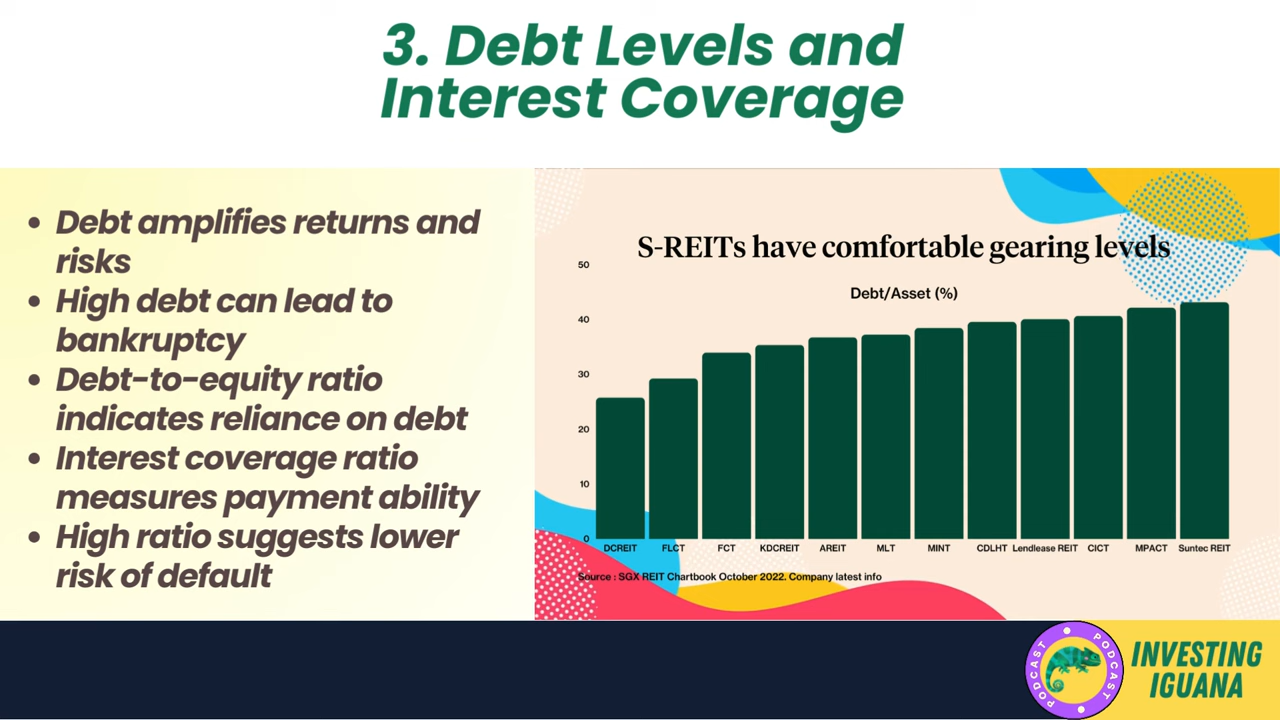 3. Debt Levels and
Interest Coverage
• Debt amplifies returns and
risks
• High debt can lead to
bankruptcy
• Debt-to-equity ratio
indicates reliance on debt
• Interest coverage ratio
measures payment ability
• High ratio suggests lower
risk of default
S-REITs have comfortable gearing levels
Debt/Asset (%)
50
40
30
20
10
0
DCREIT FLCT FCT KDCREIT AREIT MLT MINT CDLHT Lendlease REIT CICT MPACT Suntec REIT
Source : SGX REIT Chartbook October 2022. Company latest info
PODCAST PODCAST
INVESTING
IGUANA